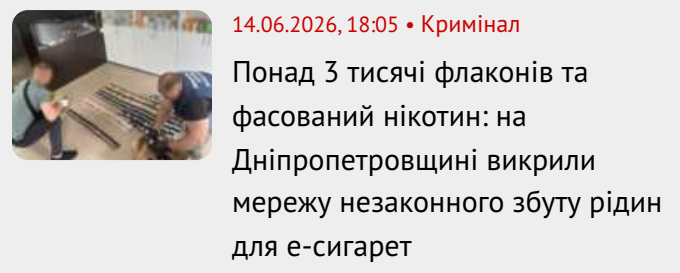 14.06.2026, 18:05 • Кримінал
Понад 3 тисячі флаконів та
фасований нікотин: на
Дніпропетровщині викрили
мережу незаконного збуту рідин
для е-сигарет